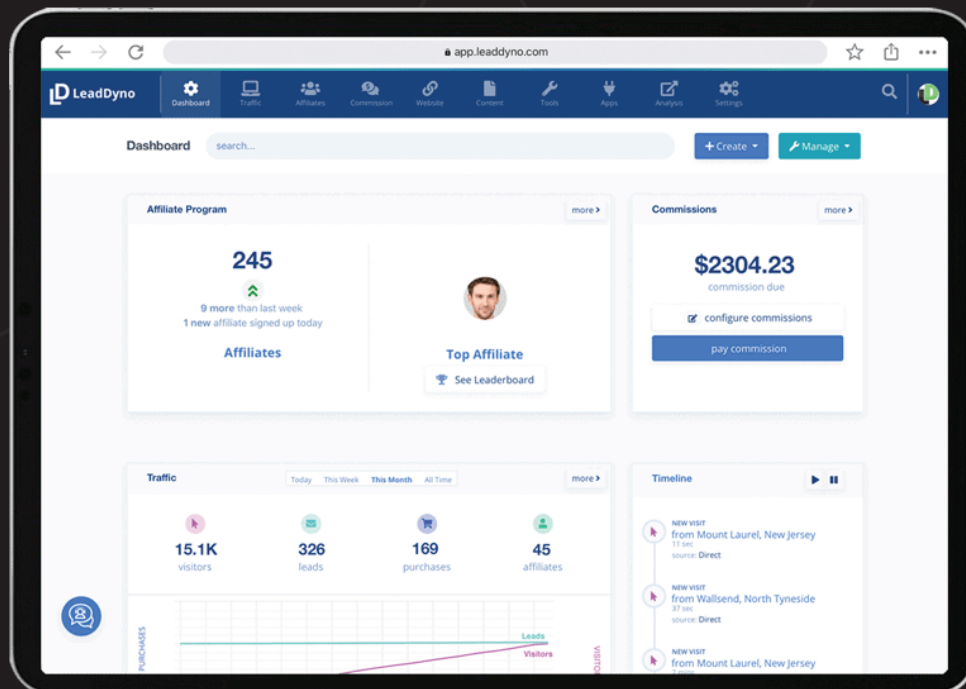 app.leaddyno.com
LeadDyno
Dashboard
Traffic
Affiliates
Commission
Website
Content
Tools
Apps
Analysis
Settings
Dashboard
search...
+ Create
Manage
Affiliate Program
more >
245
9 more than last week
1 new affiliate signed up today
Affiliates
Top Affiliate
See Leaderboard
Commissions
more >
$2304.23
commission due
configure commissions
pay commission
Traffic
Today This Week This Month All Time
more >
15.1K
visitors
326
leads
169
purchases
45
affiliates
PURCHASES
Leads
Visitors
Timeline
NEW VISIT
from Mount Laurel, New Jersey
11 sec
source: Direct
NEW VISIT
from Wallsend, North Tyneside
37 sec
source: Direct
NEW VISIT
from Mount Laurel, New Jersey